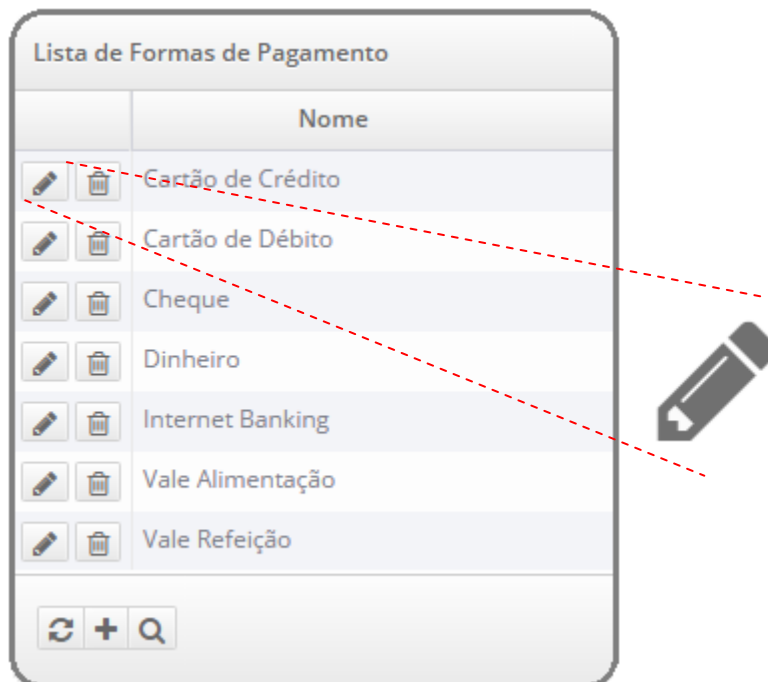 Lista de Formas de Pagamento
Nome
Cartão de Crédito
Cartão de Débito
Cheque
Dinheiro
Internet Banking
Vale Alimentação
Vale Refeição